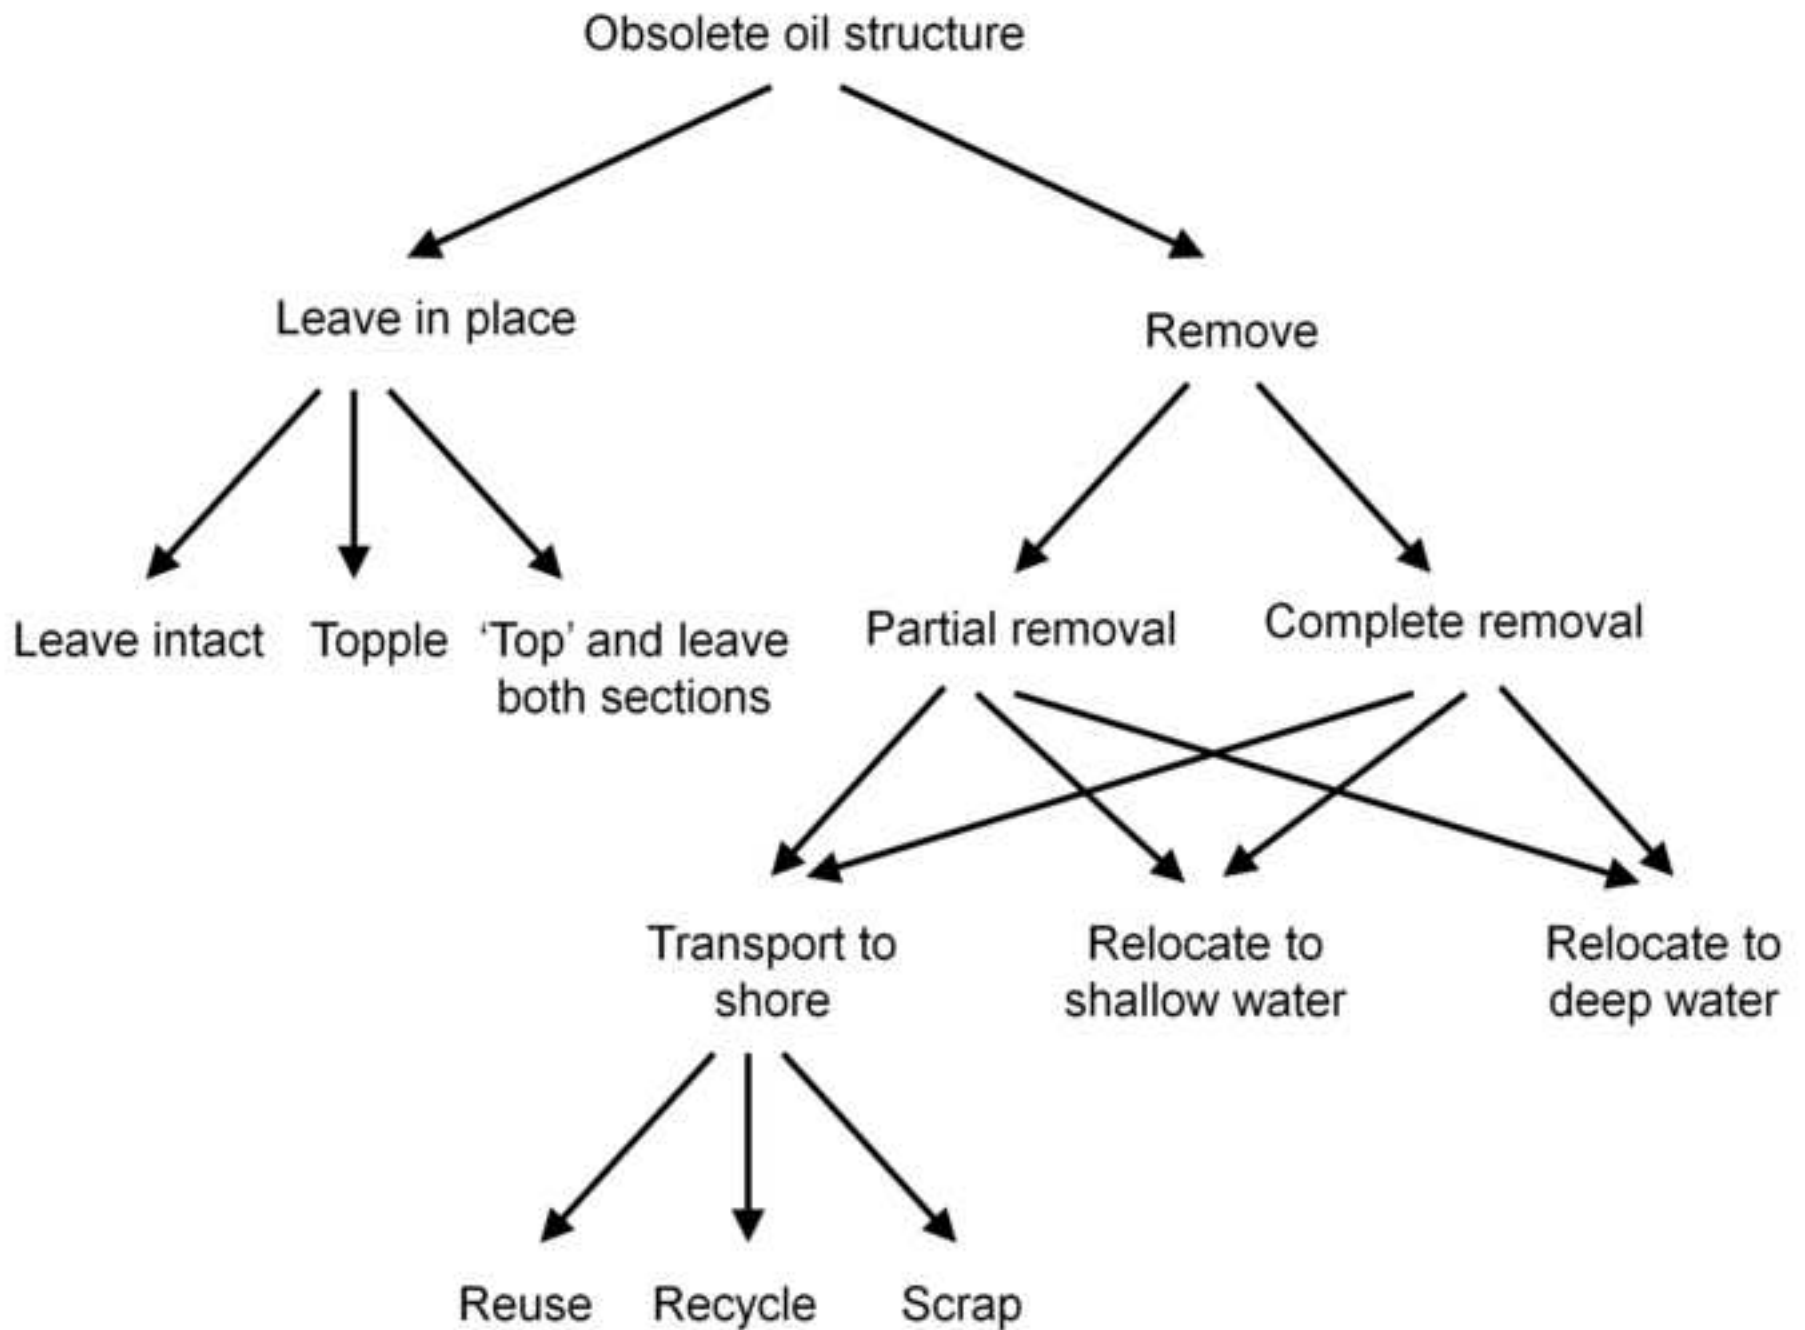 Obsolete oil structure
Leave in place
Remove
Leave intact
Topple
‘Top’ and leave
both sections
Partial removal
Complete removal
Transport to
shore
Relocate to
shallow water
Relocate to
deep water
Reuse
Recycle
Scrap